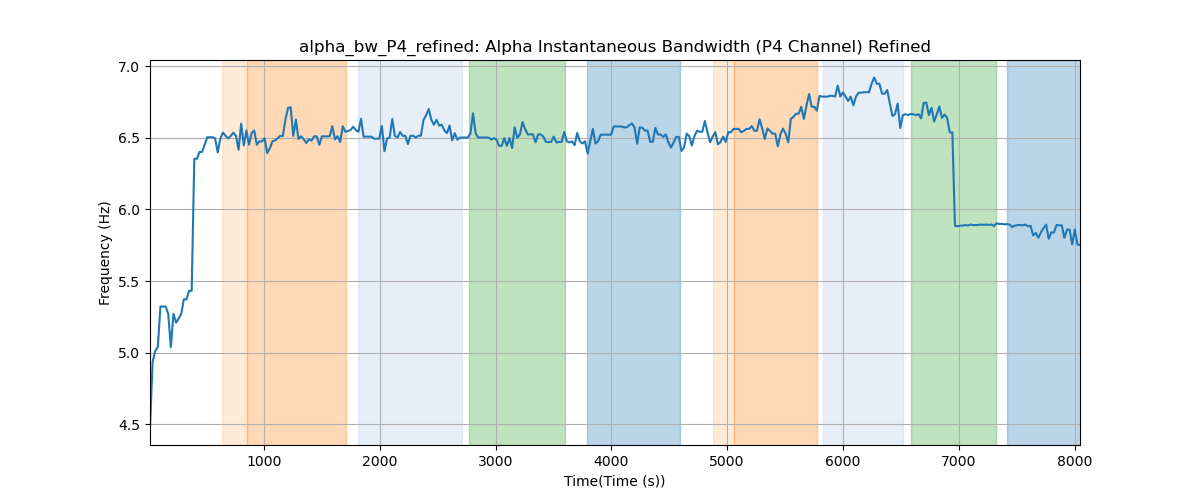 alpha_bw_P4_refined: Alpha Instantaneous Bandwidth (P4 Channel) Refined
Frequency (Hz)
7.0
6.5
6.0
5.5
5.0
4.5
1000 2000 3000 4000 5000 6000 7000 8000
Time(Time (s))